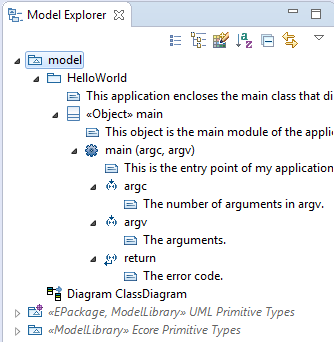 Model Explorer
model
HelloWorld
This application encloses the main class that di
«Object» main
This object is the main module of the applic
main (argc, argv)
This is the entry point of my application
argc
The number of arguments in argv.
argv
The arguments.
return
The error code.
Diagram ClassDiagram
«EPackage, ModelLibrary» UML Primitive Types
«ModelLibrary» Ecore Primitive Types